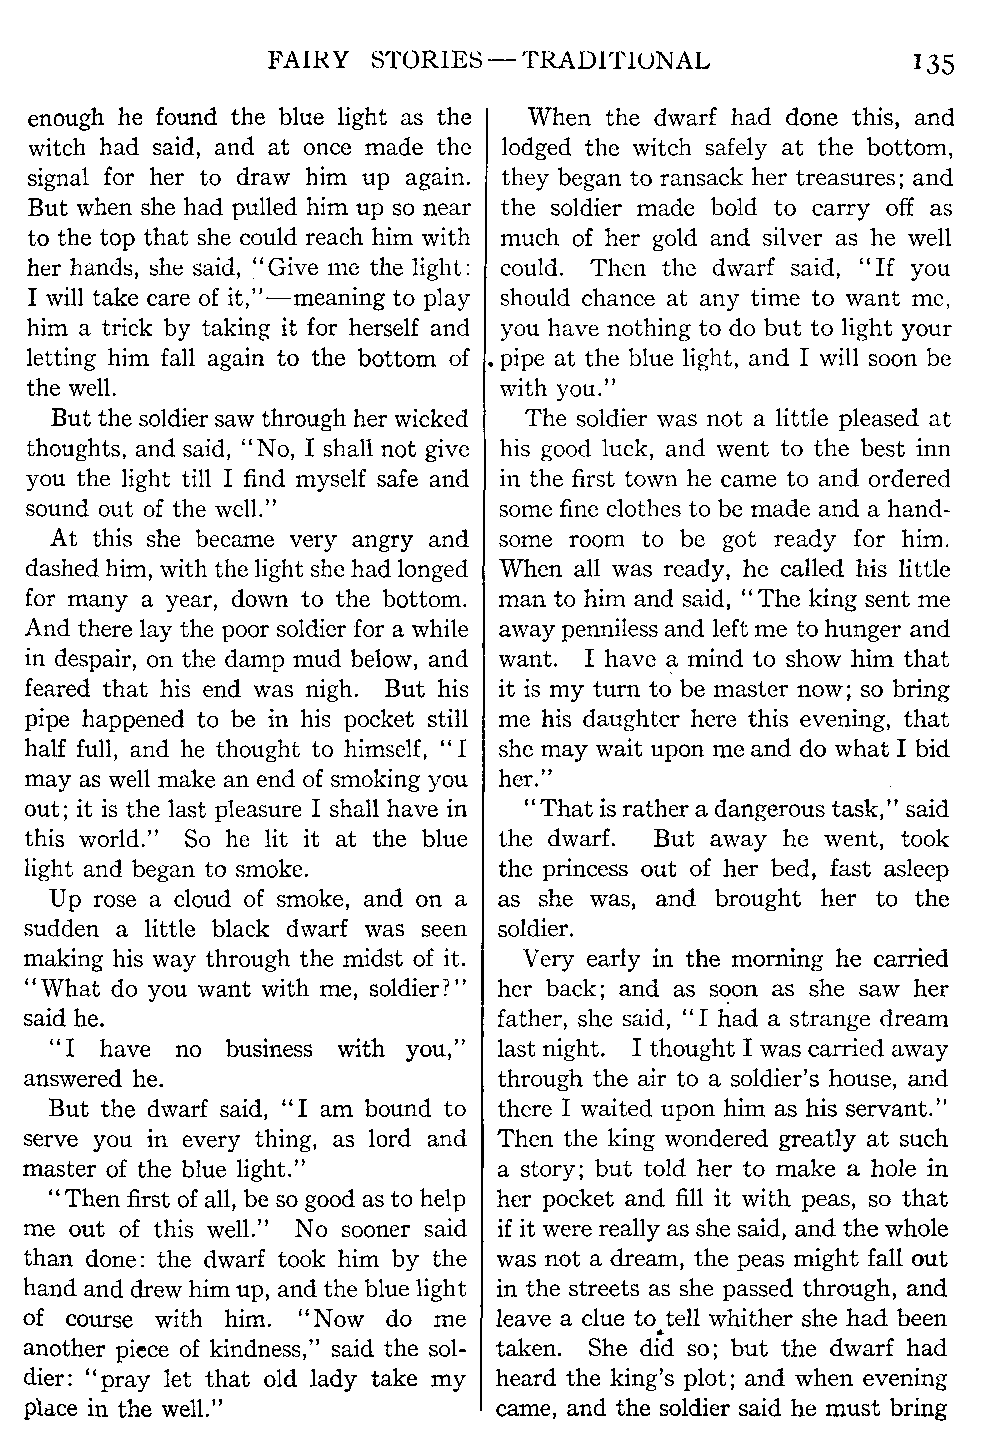 FAIRY STORIES—TRADITIONAL 135
enough he found the blue light as the
witch had said, and at once made the
signal for her to draw him up again.
But when she had pulled him up so near
to the top that she could reach him with
her hands, she said, "Give me the light:
I will take care of it,"—meaning to play
him a trick by taking it for herself and
letting him fall again to the bottom of
the well.
But the soldier saw through her wicked
thoughts, and said, "No, I shall not give
you the light till I find myself safe and
sound out of the well."
At this she became very angry and
dashed him, with the light she had longed
for many a year, down to the bottom.
And there lay the poor soldier for a while
in despair, on the damp mud below, and
feared that his end was nigh. But his
pipe happened to be in his pocket still
half full, and he thought to himself, "I
may as well make an end of smoking you
out; it is the last pleasure I shall have in
this world." So he lit it at the blue
light and began to smoke.
Up rose a cloud of smoke, and on a
sudden a little black dwarf was seen
making his way through the midst of it.
"What do you want with me, soldier?"
said he.
"I have no business with you,"
answered he.
But the dwarf said, "I am bound to
serve you in every thing, as lord and
master of the blue light."
"Then first of all, be so good as to help
me out of this well." No sooner said
than done: the dwarf took him by the
hand and drew him up, and the blue light
of course with him. "Now do me
another piece of kindness," said the sol-
dier: "pray let that old lady take my
place in the well."
When the dwarf had done this, and
lodged the witch safely at the bottom,
they began to ransack her treasures; and
the soldier made bold to carry off as
much of her gold and silver as he well
could. Then the dwarf said, "If you
should chance at any time to want me,
you have nothing to do but to light your
pipe at the blue light, and I will soon be
with you."
The soldier was not a little pleased at
his good luck, and went to the best inn
in the first town he came to and ordered
some fine clothes to be made and a hand-
some room to be got ready for him.
When all was ready, he called his little
man to him and said, "The king sent me
away penniless and left me to hunger and
want. I have a mind to show him that
it is my turn to be master now; so bring
me his daughter here this evening, that
she may wait upon me and do what I bid
her."
"That is rather a dangerous task," said
the dwarf. But away he went, took
the princess out of her bed, fast asleep
as she was, and brought her to the
soldier.
Very early in the morning he carried
her back; and as soon as she saw her
father, she said, "I had a strange dream
last night. I thought I was carried away
through the air to a soldier's house, and
there I waited upon him as his servant."
Then the king wondered greatly at such
a story; but told her to make a hole in
her pocket and fill it with peas, so that
if it were really as she said, and the whole
was not a dream, the peas might fall out
in the streets as she passed through, and
leave a clue to tell whither she had been
taken. She did so; but the dwarf had
heard the king's plot; and when evening
came, and the soldier said he must bring